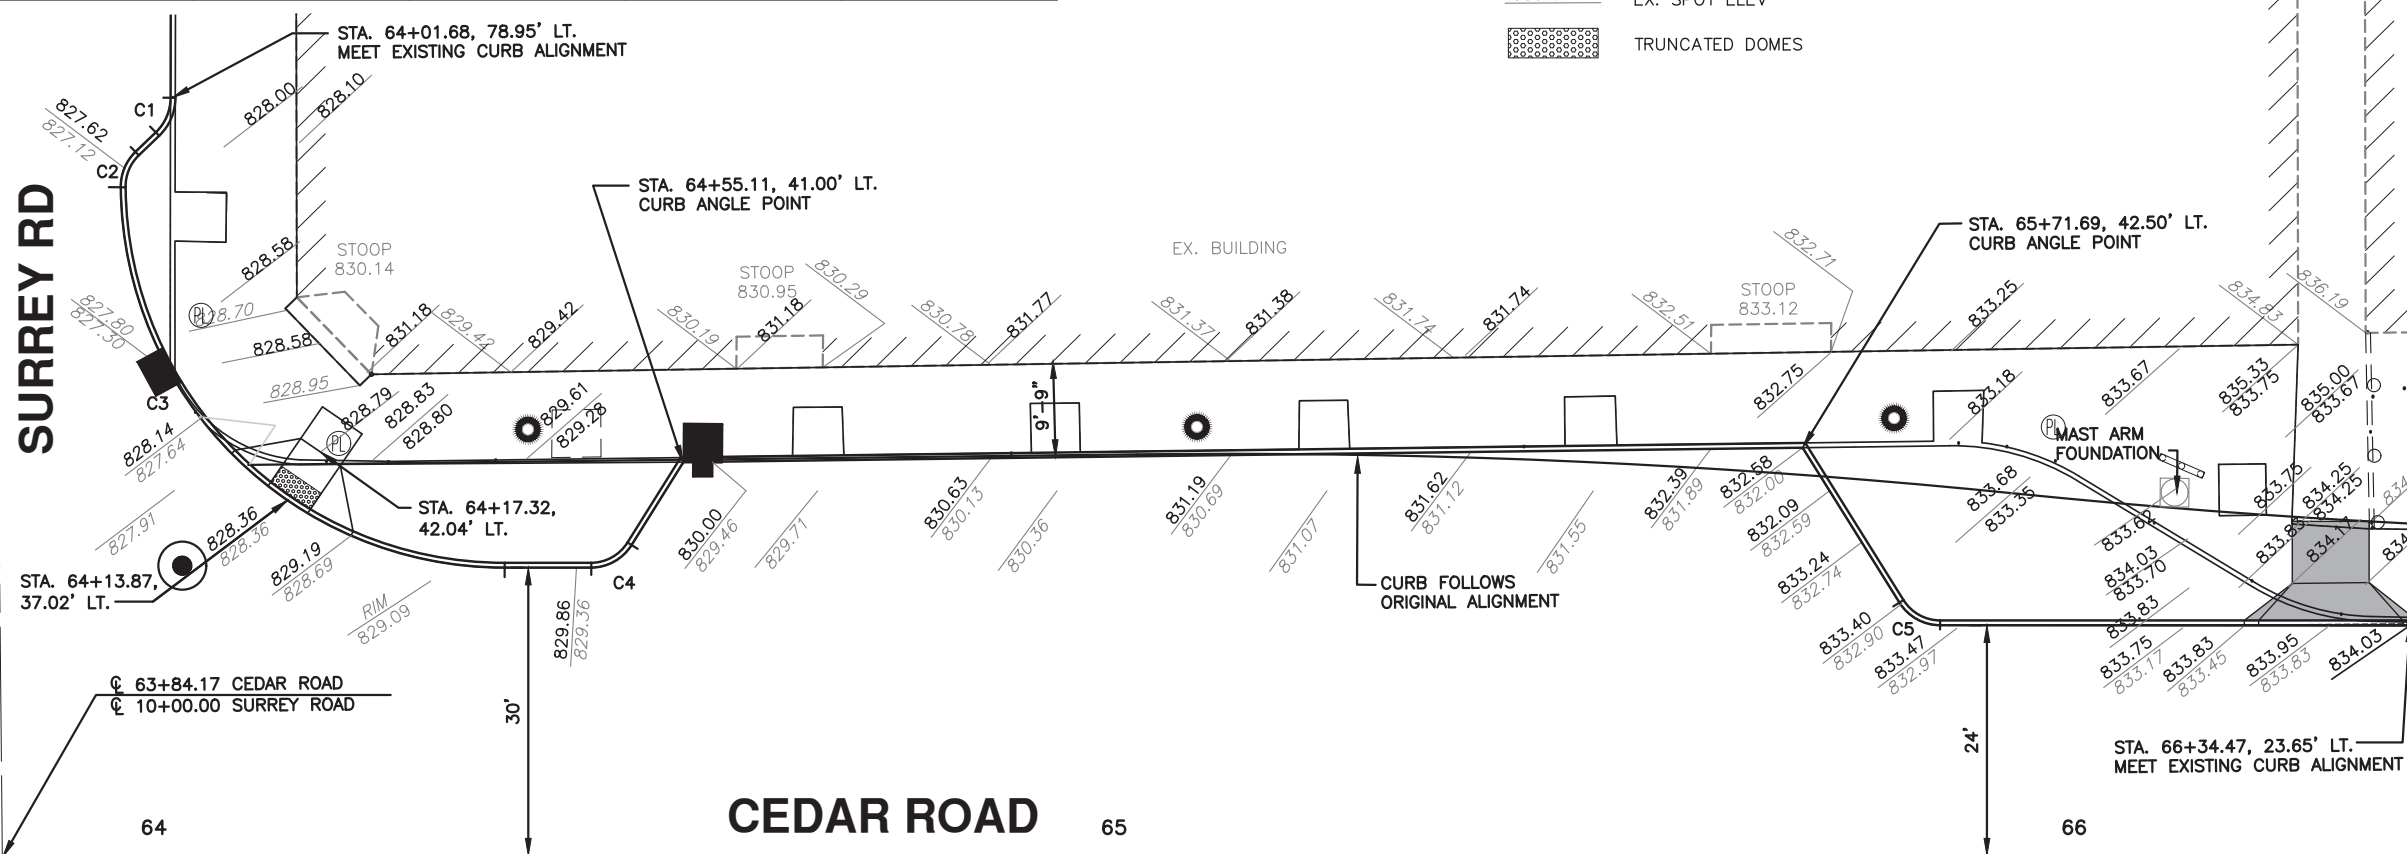 EX. SPOT ELEV
TRUNCATED DOMES
STA. 64+01.68, 78.95' LT.
MEET EXISTING CURB ALIGNMENT
C1
827.62
827.12
828.00
828.10
C2
SURREY RD
STA. 64+55.11, 41.00' LT.
CURB ANGLE POINT
STA. 65+71.69, 42.50' LT.
CURB ANGLE POINT
828.58
STOOP
830.14
EX. BUILDING
STOOP
830.95
830.29
832.71
STOOP
833.12
827.80
827.30
PL
828.70
828.58
828.95
831.18
829.42
829.42
830.19
831.18
830.78
831.77
831.37
831.38
831.74
831.74
832.51
833.25
834.83
836.19
C3
828.79
828.83
828.80
829.61
829.28
9'-9"
832.75
833.18
833.67
835.33
833.75
835.00
833.67
828.14
827.64
PL
PL
MAST ARM
FOUNDATION
STA. 64+17.32,
42.04' LT.
827.91
828.36
828.36
829.19
828.69
STA. 64+13.87,
37.02' LT.
RIM
829.09
830.00
829.46
829.71
830.63
830.13
830.36
831.19
830.69
831.07
831.62
831.12
831.55
832.39
831.89
832.58
832.00
832.09
832.59
833.24
832.74
833.40
832.90
833.47
832.97
833.68
833.35
833.62
834.03
833.70
833.83
833.75
834.25
834.25
833.83
834.17
C4
829.86
829.36
CURB FOLLOWS
ORIGINAL ALIGNMENT
C5
833.75
833.17
833.83
833.45
833.95
833.83
834.03
℄ 63+84.17 CEDAR ROAD
℄ 10+00.00 SURREY ROAD
30'
24'
STA. 66+34.47, 23.65' LT.
MEET EXISTING CURB ALIGNMENT
64
CEDAR ROAD
65
66